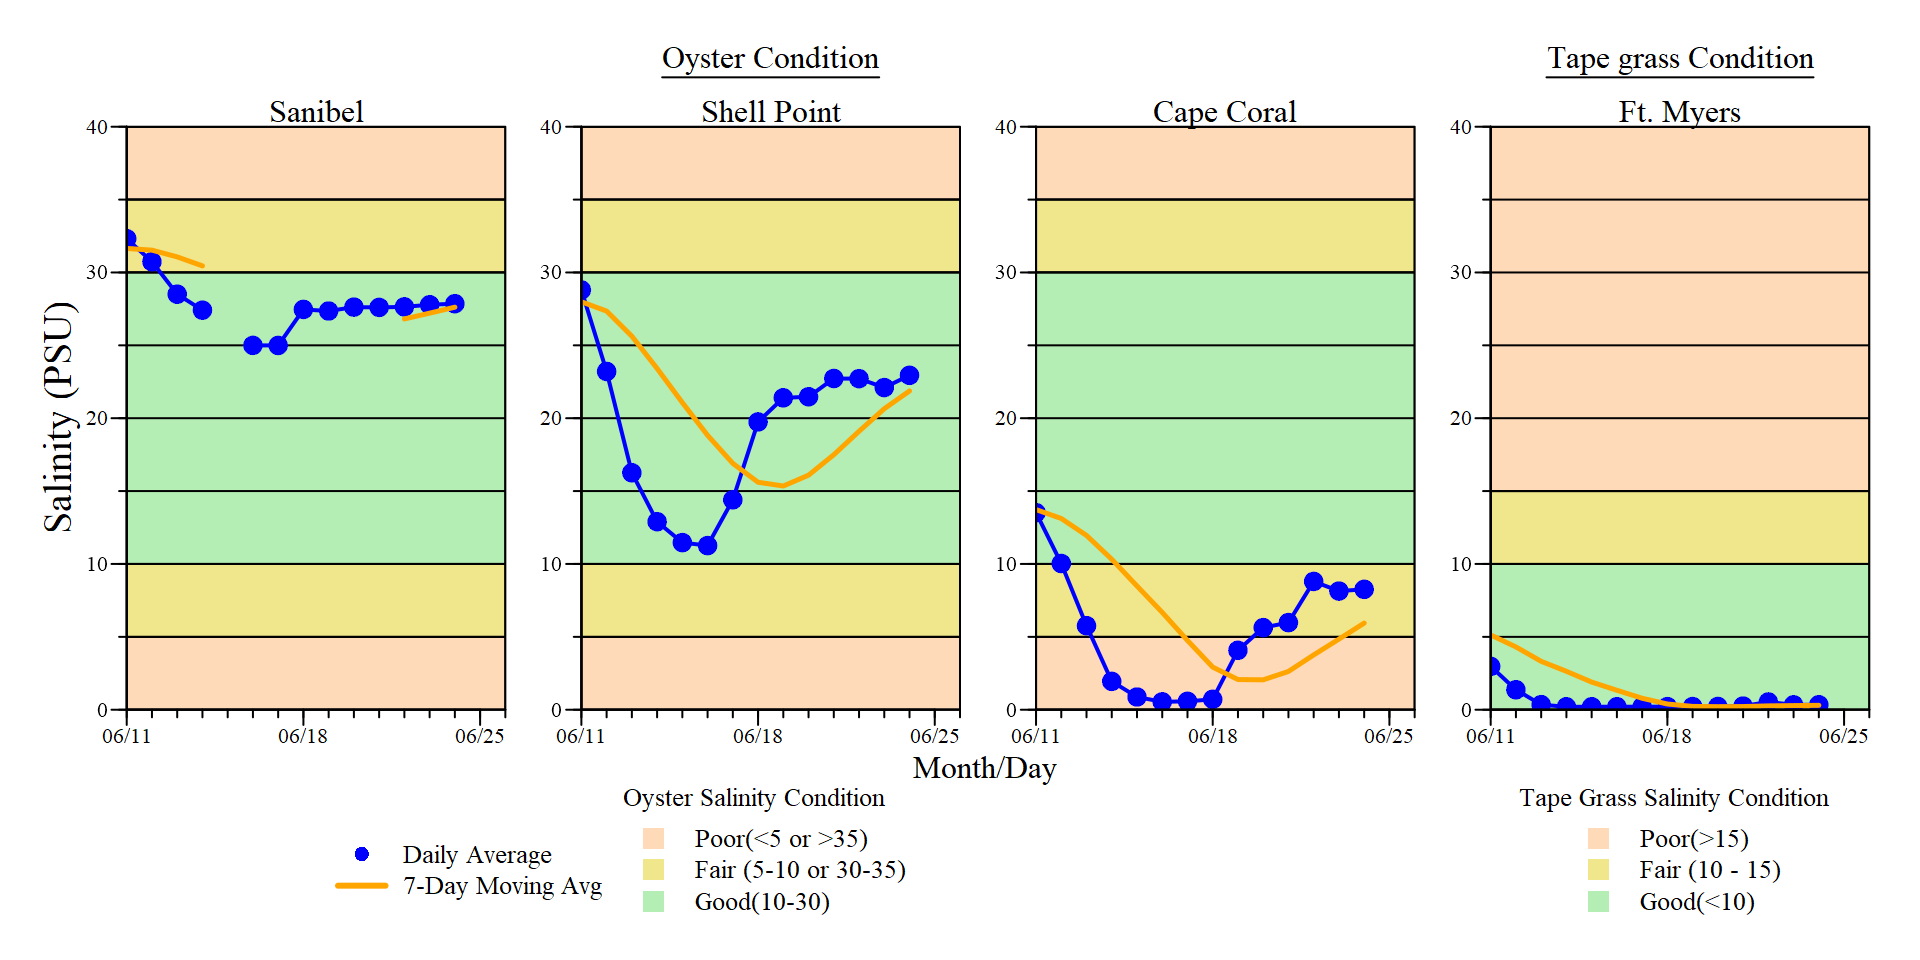 Oyster Condition
Tape grass Condition
Sanibel
Shell Point
Cape Coral
Ft. Myers
Salinity (PSU)
40
30
20
10
0
06/11
06/18
06/25
40
30
20
10
0
06/11
06/18
06/25
40
30
20
10
0
06/11
06/18
06/25
40
30
20
10
0
06/11
06/18
06/25
Month/Day
Daily Average
7-Day Moving Avg
Oyster Salinity Condition
Poor(<5 or >35)
Fair (5-10 or 30-35)
Good(10-30)
Tape Grass Salinity Condition
Poor(>15)
Fair (10 - 15)
Good(<10)